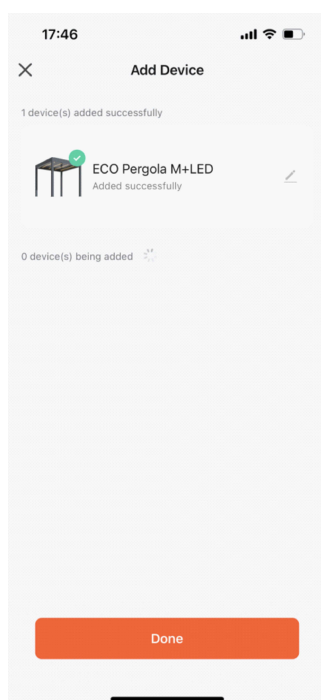 17:46
Add Device
1 device(s) added successfully
ECO Pergola M+LED
Added successfully
0 device(s) being added
Done